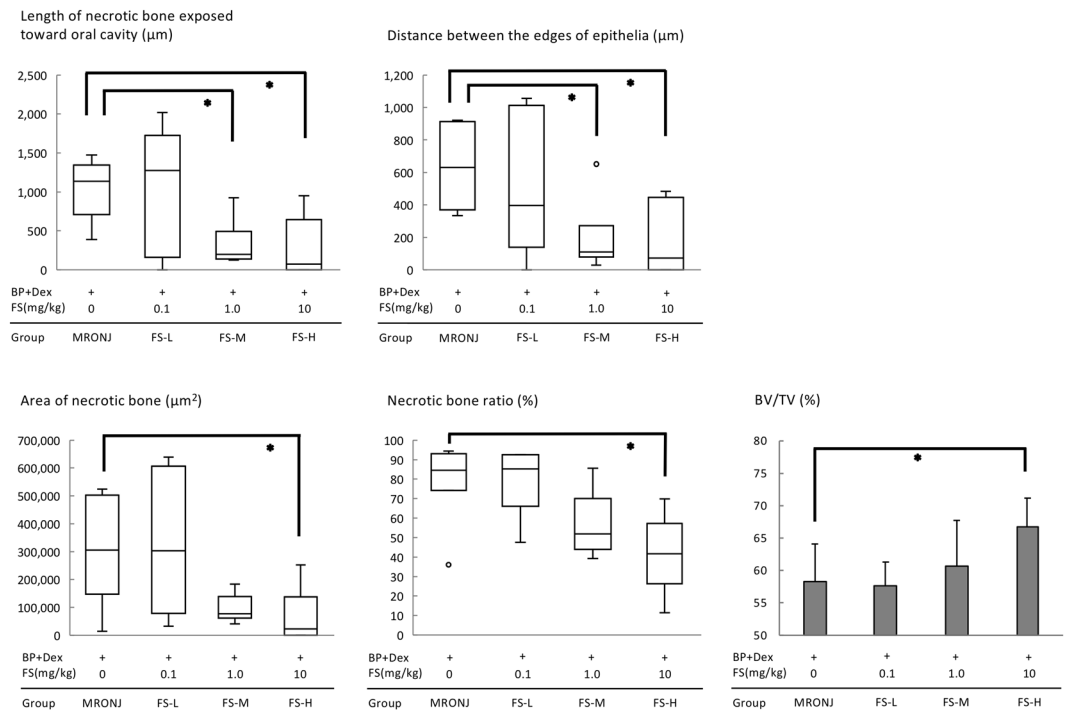 Length of necrotic bone exposed
toward oral cavity (μm)
2,500
2,000
1,500
1,000
500
0
*
*
BP+Dex + + + +
FS(mg/kg) 0 0.1 1.0 10
Group MRONJ FS-L FS-M FS-H
Distance between the edges of epithelia (μm)
1,200
1,000
800
600
400
200
0
*
*
BP+Dex + + + +
FS(mg/kg) 0 0.1 1.0 10
Group MRONJ FS-L FS-M FS-H
Area of necrotic bone (μm²)
700,000
600,000
500,000
400,000
300,000
200,000
100,000
0
*
BP+Dex + + + +
FS(mg/kg) 0 0.1 1.0 10
Group MRONJ FS-L FS-M FS-H
Necrotic bone ratio (%)
100
90
80
70
60
50
40
30
20
10
0
*
BP+Dex + + + +
FS(mg/kg) 0 0.1 1.0 10
Group MRONJ FS-L FS-M FS-H
BV/TV (%)
80
75
70
65
60
55
50
*
BP+Dex + + + +
FS(mg/kg) 0 0.1 1.0 10
Group MRONJ FS-L FS-M FS-H